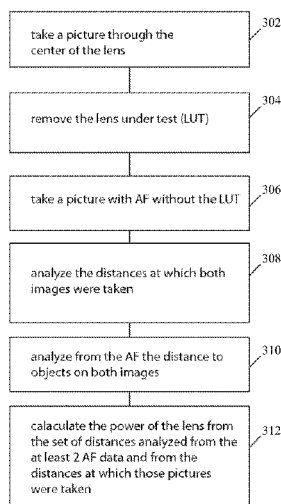 take a picture through the
center of the lens
302
remove the lens under test (LUT)
304
take a picture with AF without the LUT
306
analyze the distances at which both
images were taken
308
analyze from the AF the distance to
objects on both images
310
calaculate the power of the lens from
the set of distances analyzed from the
at least 2 AF data and from the
distances at which those pictures
were taken
312